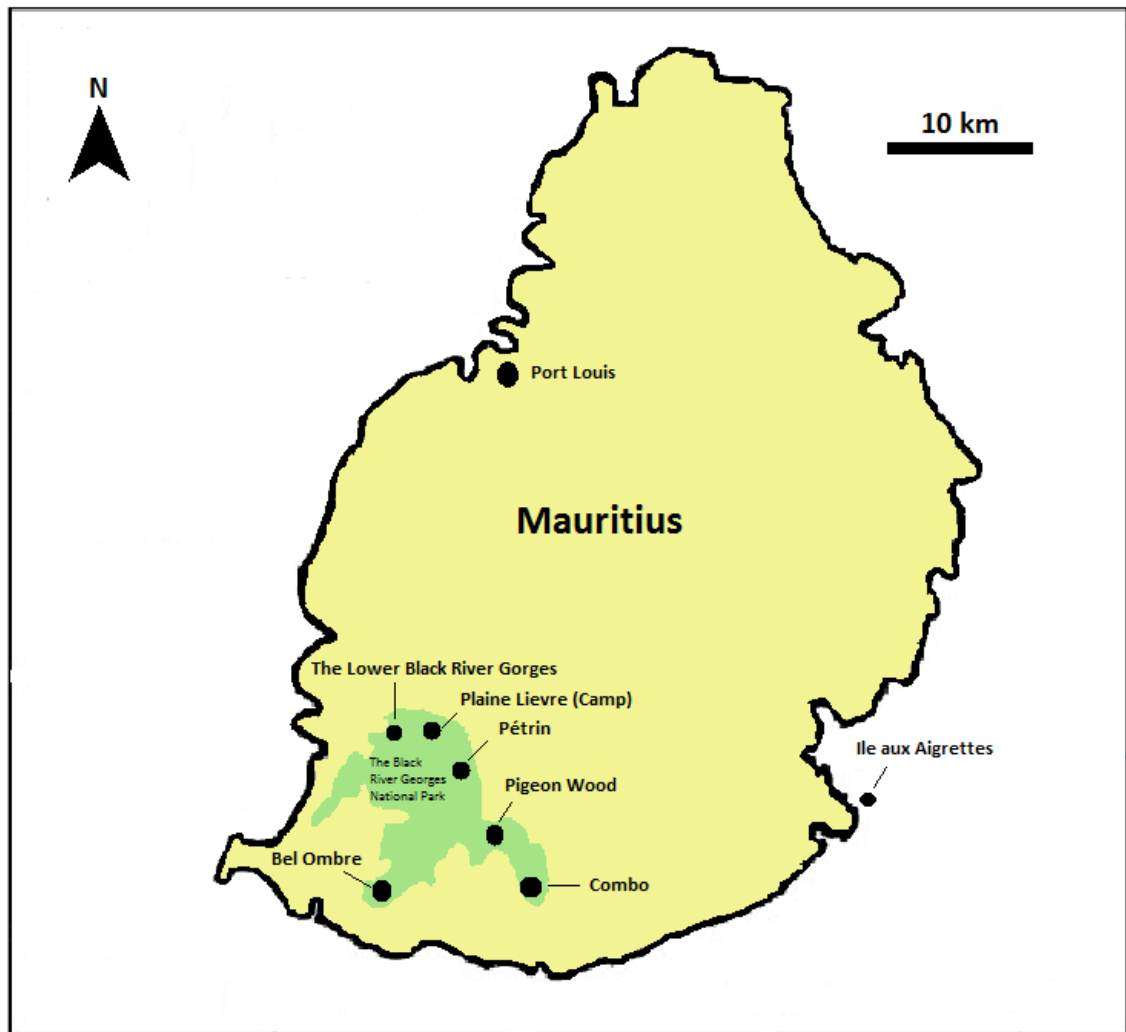 N
10 km
Port Louis
Mauritius
The Lower Black River Gorges
Plaine Lievre (Camp)
Pétrin
Ile aux Aigrettes
The Black
River Georges
National Park
Pigeon Wood
Bel Ombre
Combo